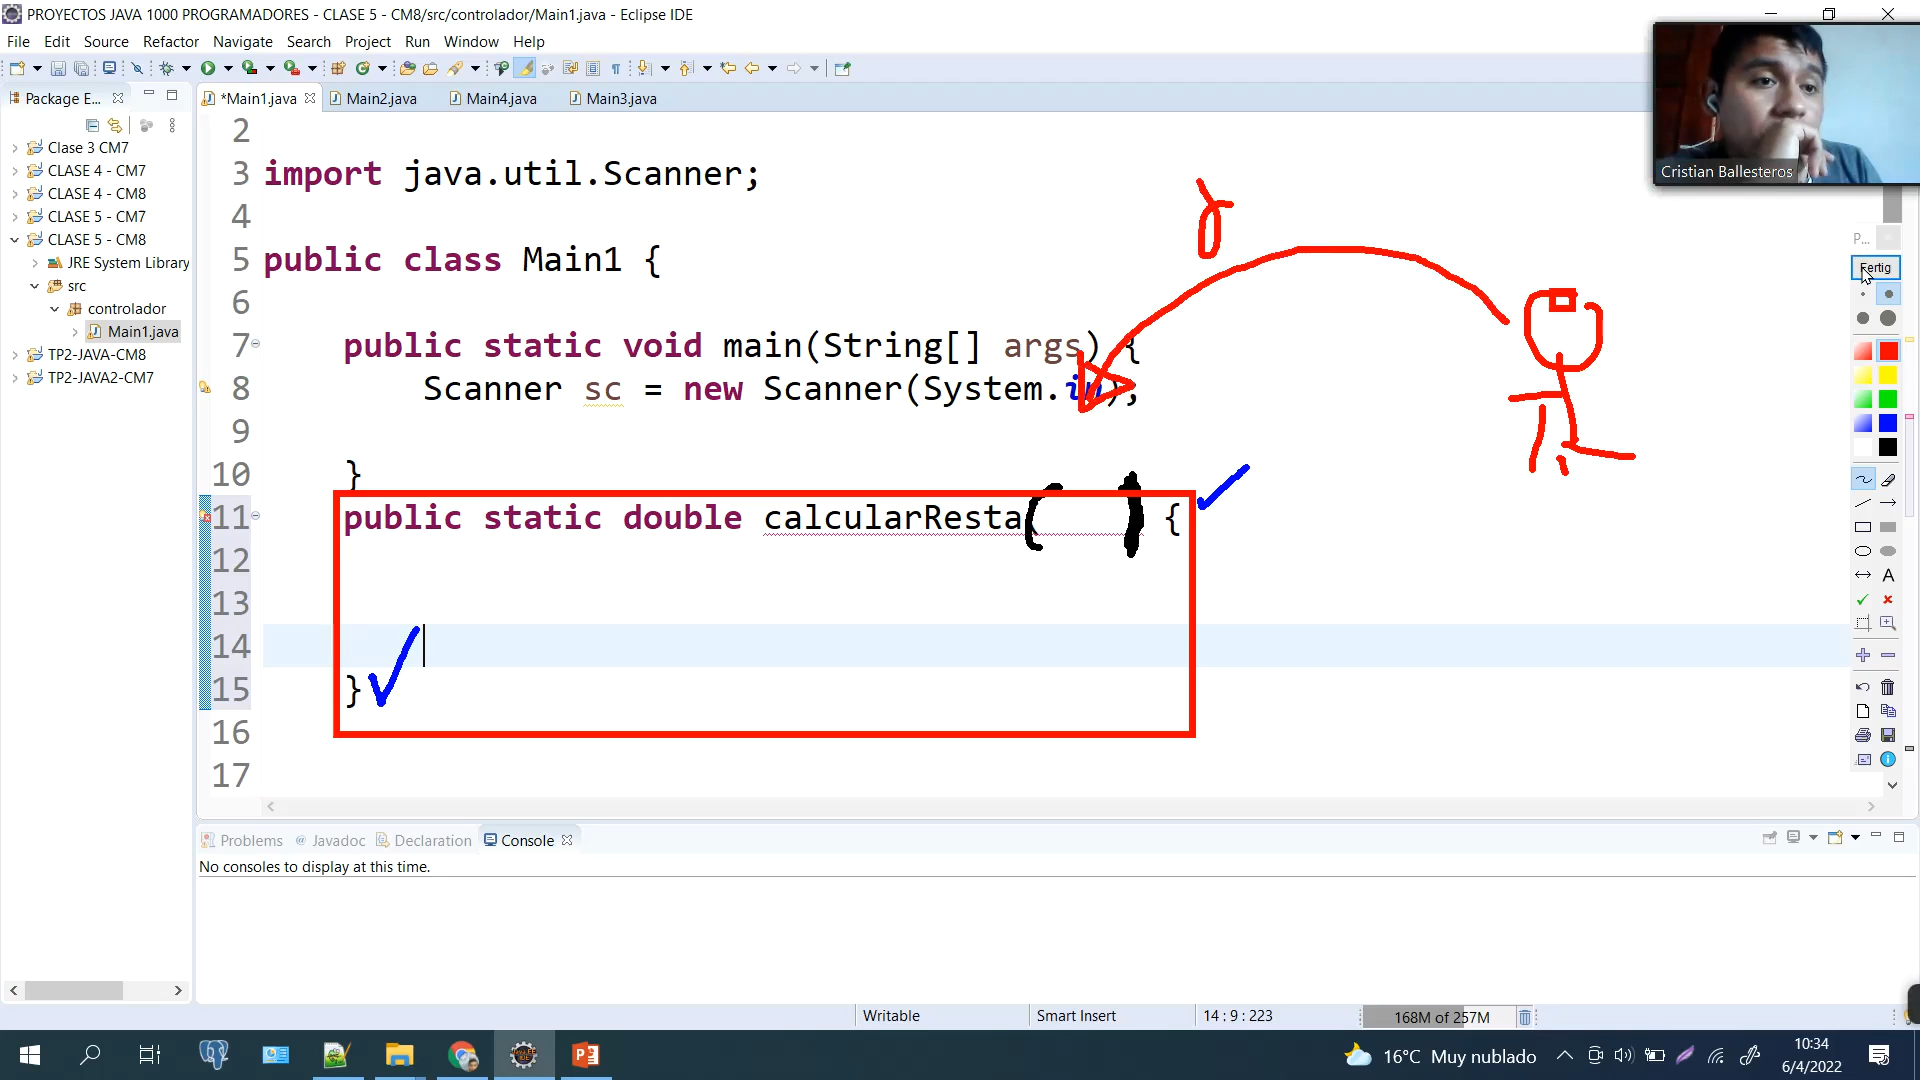 PROYECTOS JAVA 1000 PROGRAMADORES - CLASE 5 - CM8/src/controlador/Main1.java - Eclipse IDE
File Edit Source Refactor Navigate Search Project Run Window Help
Package E...
*Main1.java Main2.java Main4.java Main3.java
Clase 3 CM7
CLASE 4 - CM7
CLASE 4 - CM8
CLASE 5 - CM7
CLASE 5 - CM8
JRE System Library
src
controlador
Main1.java
TP2-JAVA-CM8
TP2-JAVA2-CM7
2
3 import java.util.Scanner;
4
5 public class Main1 {
6
7 public static void main(String[] args) {
8 Scanner sc = new Scanner(System.in);
9
10 }
11 public static double calcularResta( ) {
12
13
14
15 }
16
17
Cristian Ballesteros
P...
Fertig
A
Problems Javadoc Declaration Console
No consoles to display at this time.
Writable Smart Insert 14 : 9 : 223 168M of 257M
16°C Muy nublado
10:34
6/4/2022